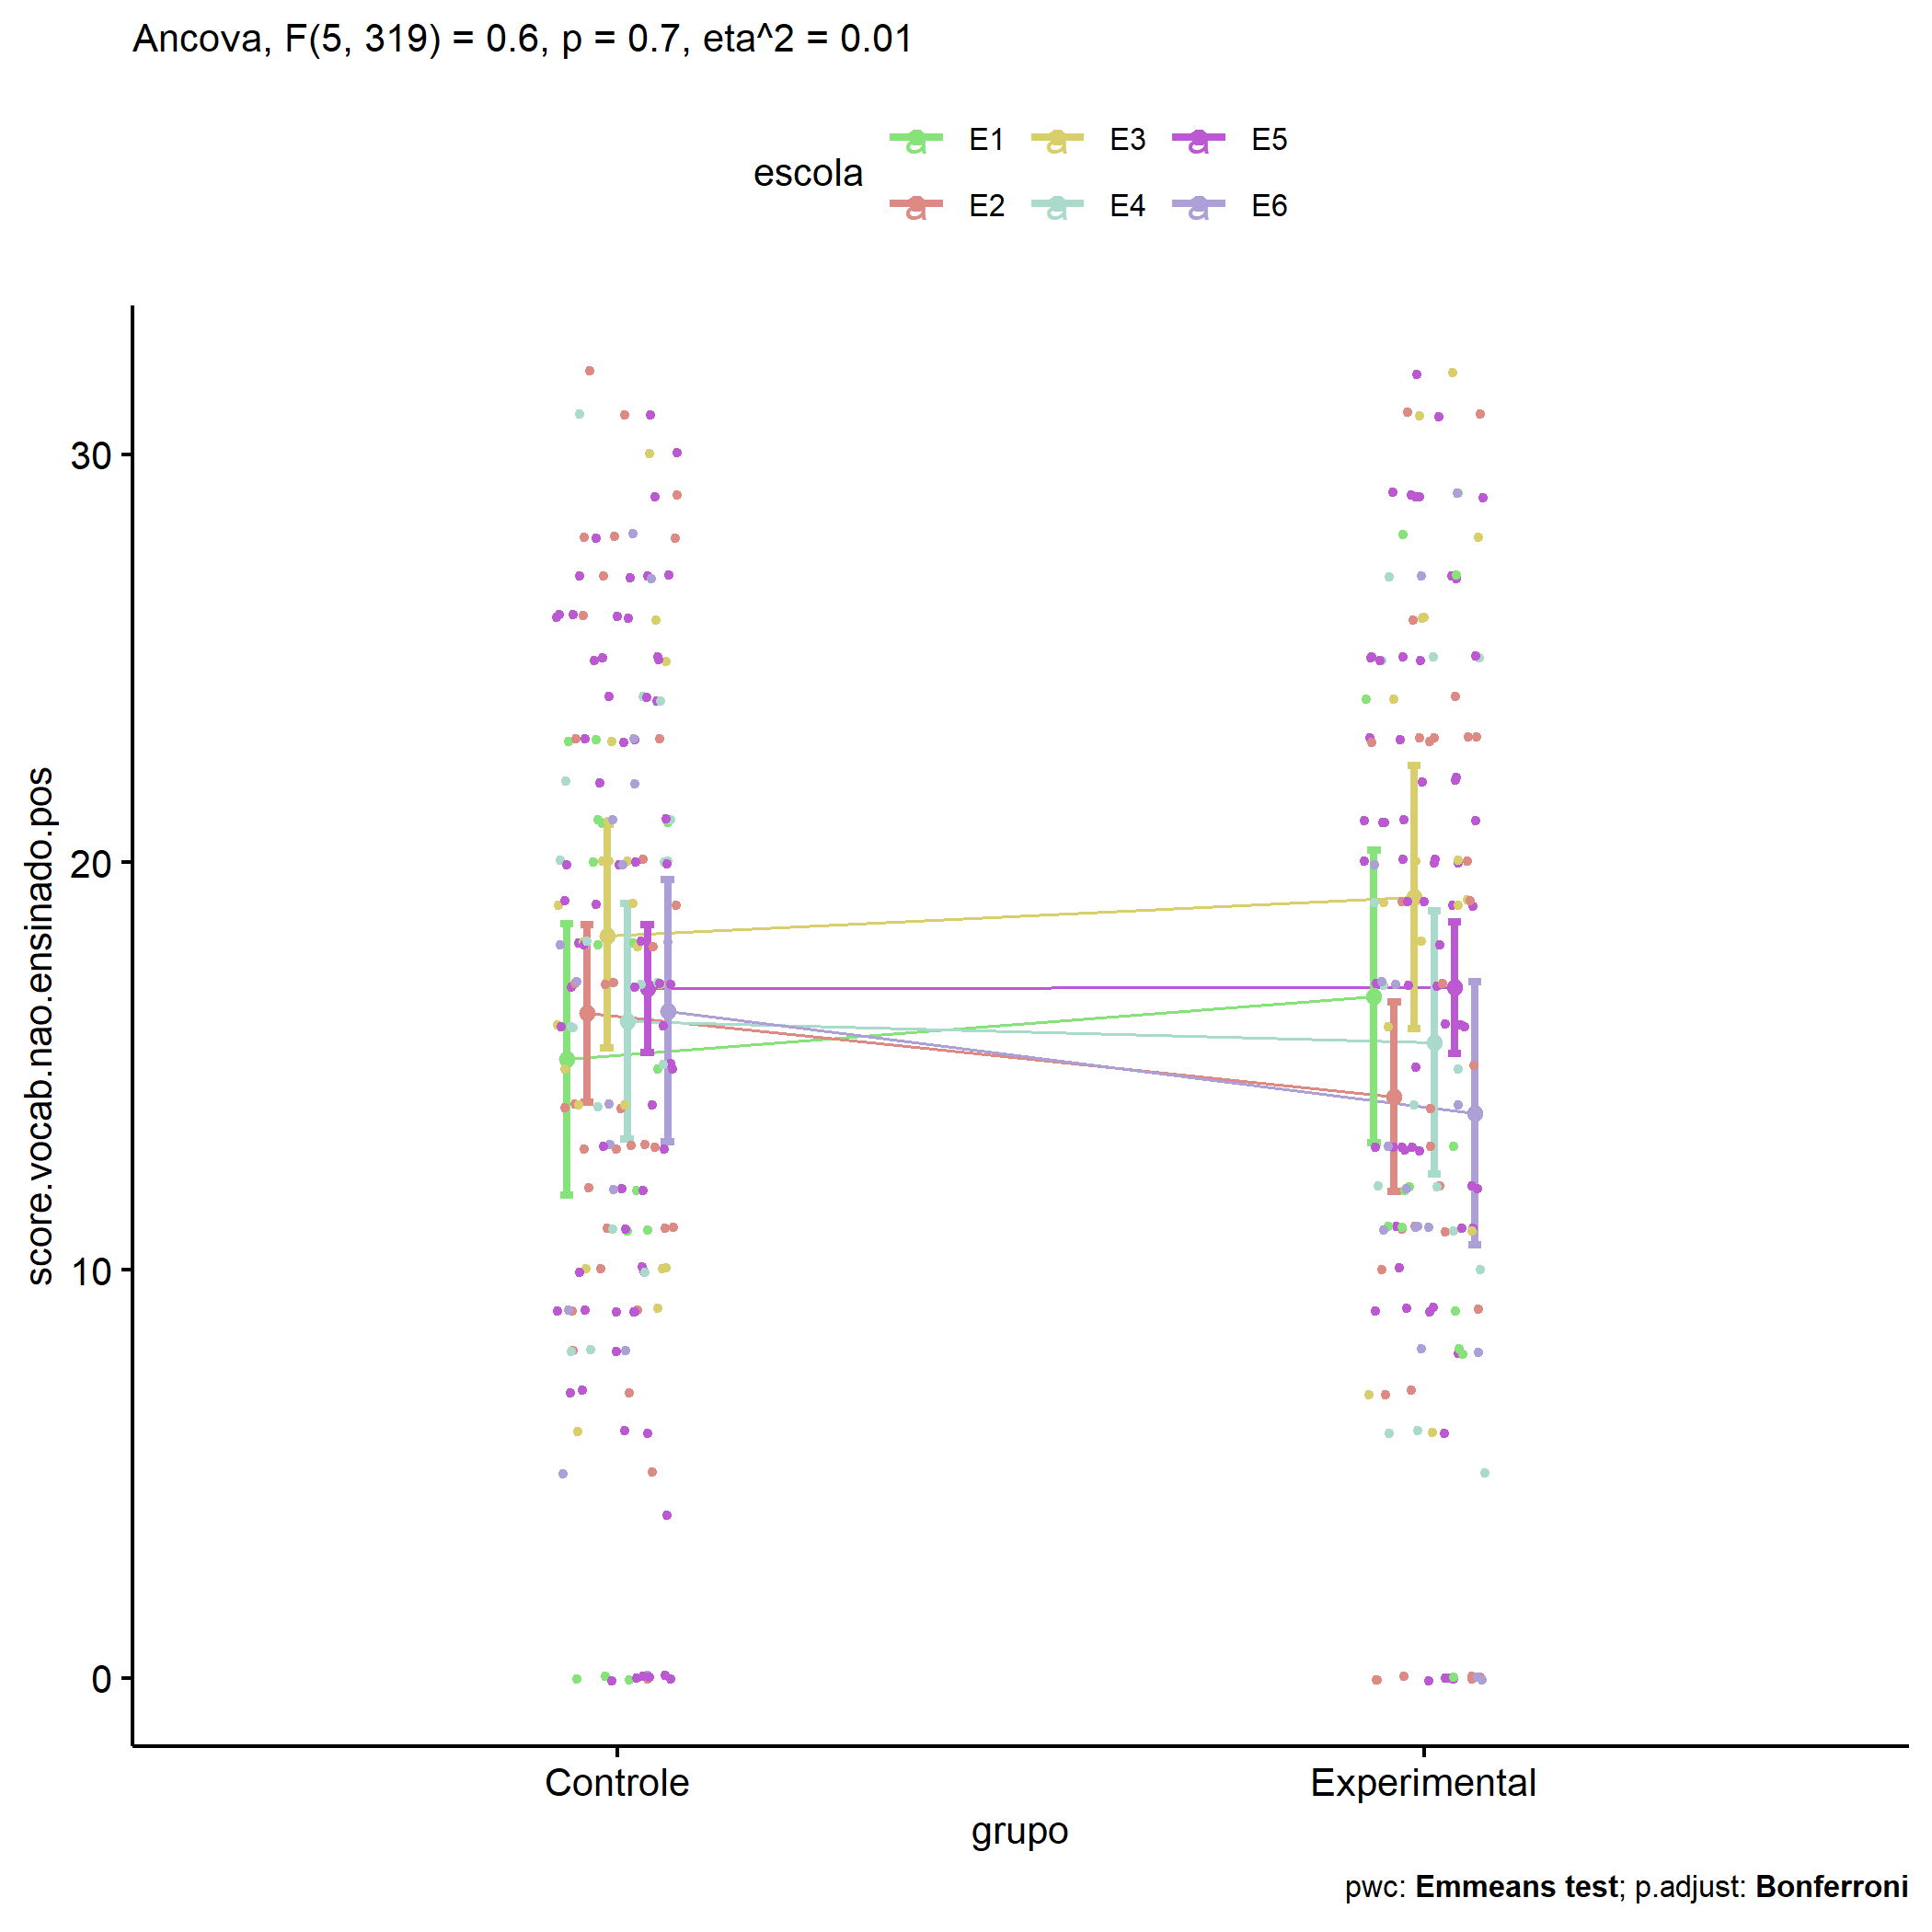 Ancova, F(5, 319) = 0.6, p = 0.7, eta^2 = 0.01
escola
a E1 a E3 a E5
a E2 a E4 a E6
score.vocab.nao.ensinado.pos
30
20
10
0
Controle Experimental
grupo
pwc: Emmeans test; p.adjust: Bonferroni